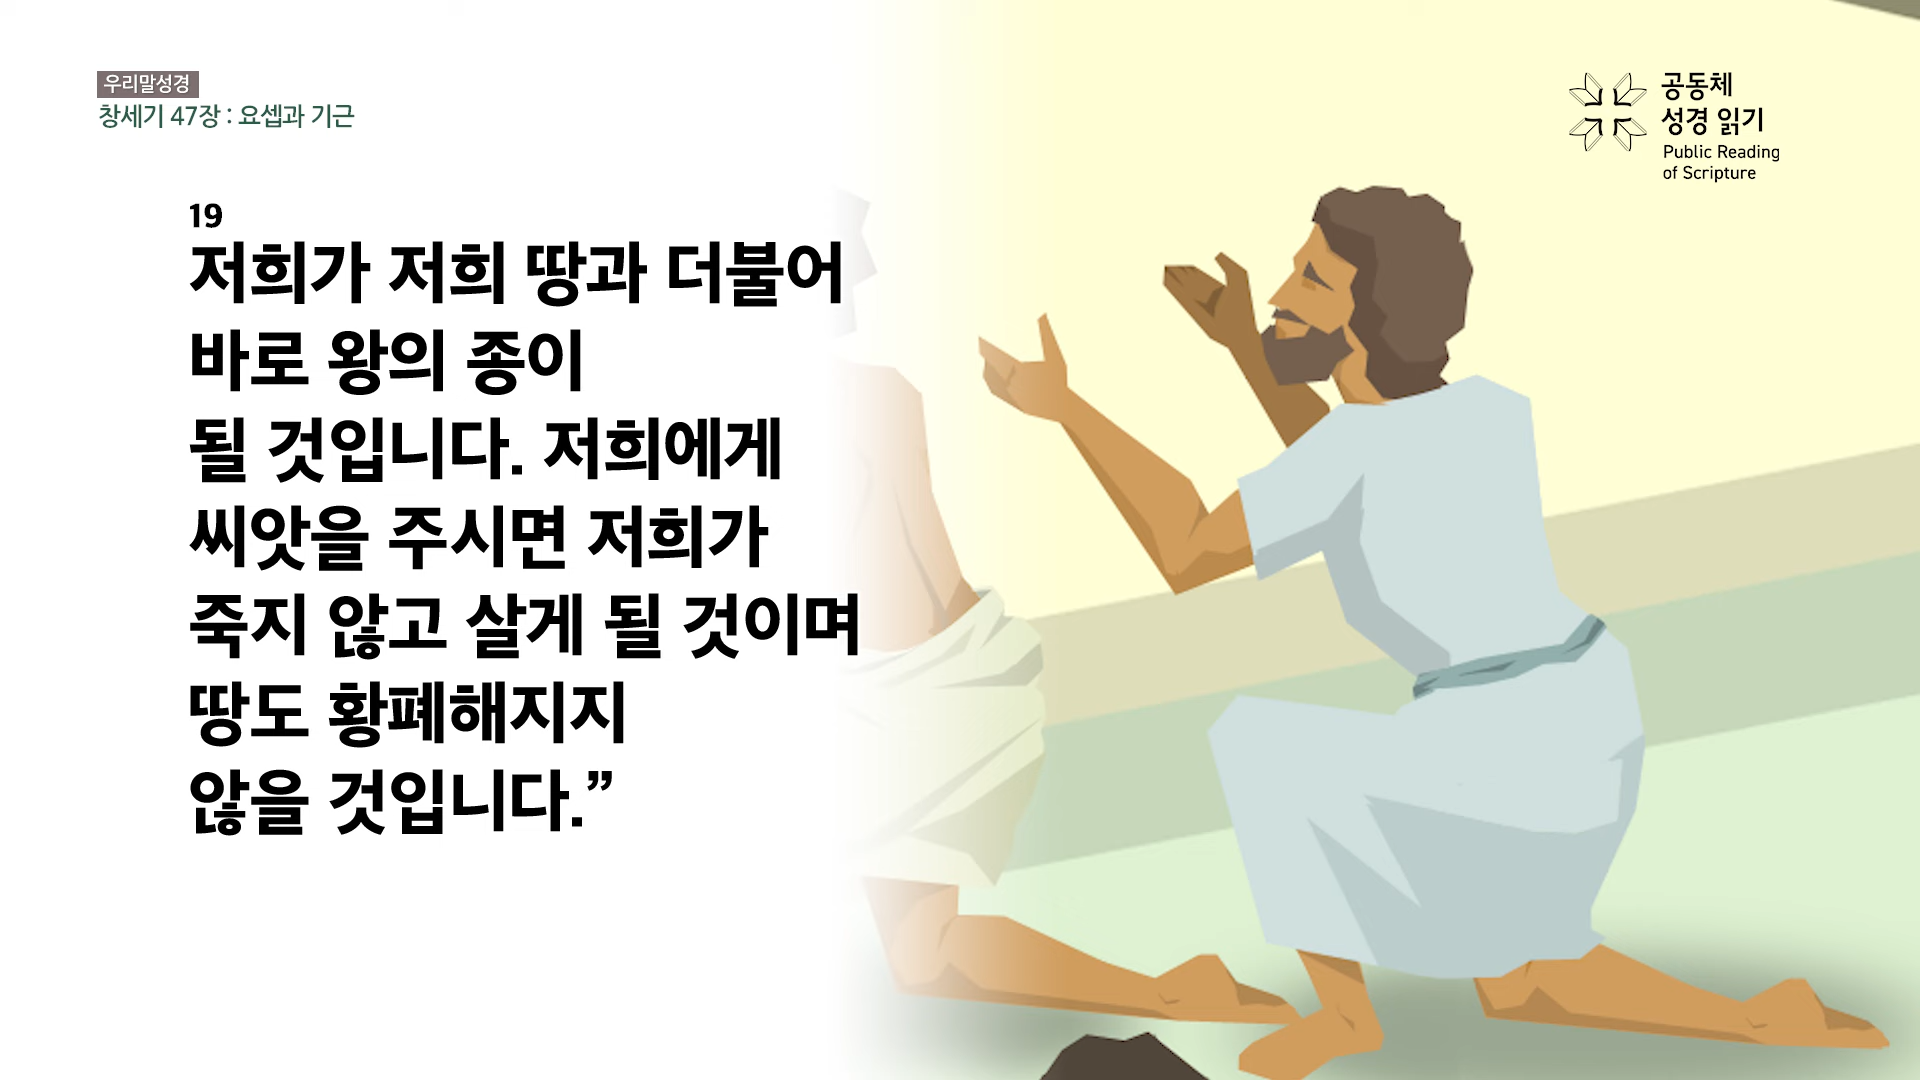 우리말성경
창세기 47장 : 요셉과 기근
공동체
성경 읽기
Public Reading
of Scripture
19
저희가 저희 땅과 더불어
바로 왕의 종이
될 것입니다. 저희에게
씨앗을 주시면 저희가
죽지 않고 살게 될 것이며
땅도 황폐해지지
않을 것입니다.”